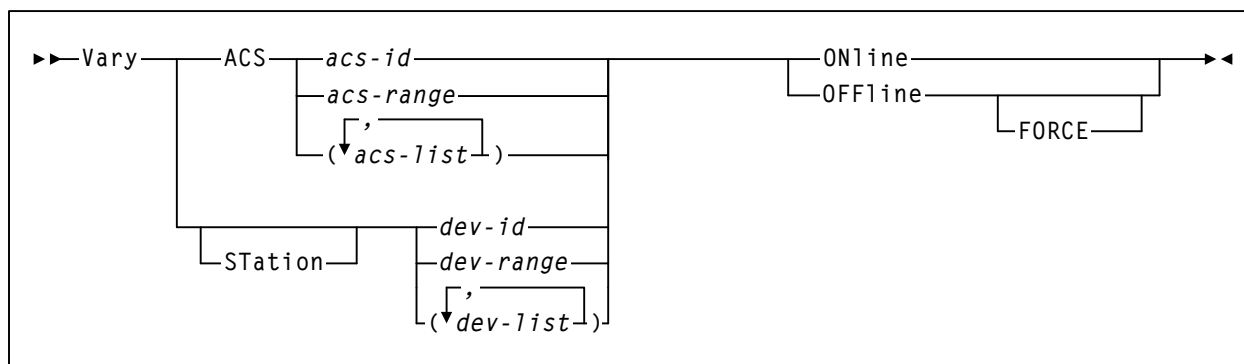 Vary ACS acs-id ONline
acs-range OFFline
, FORCE
( acs-list )
dev-id
STation dev-range
,
( dev-list )